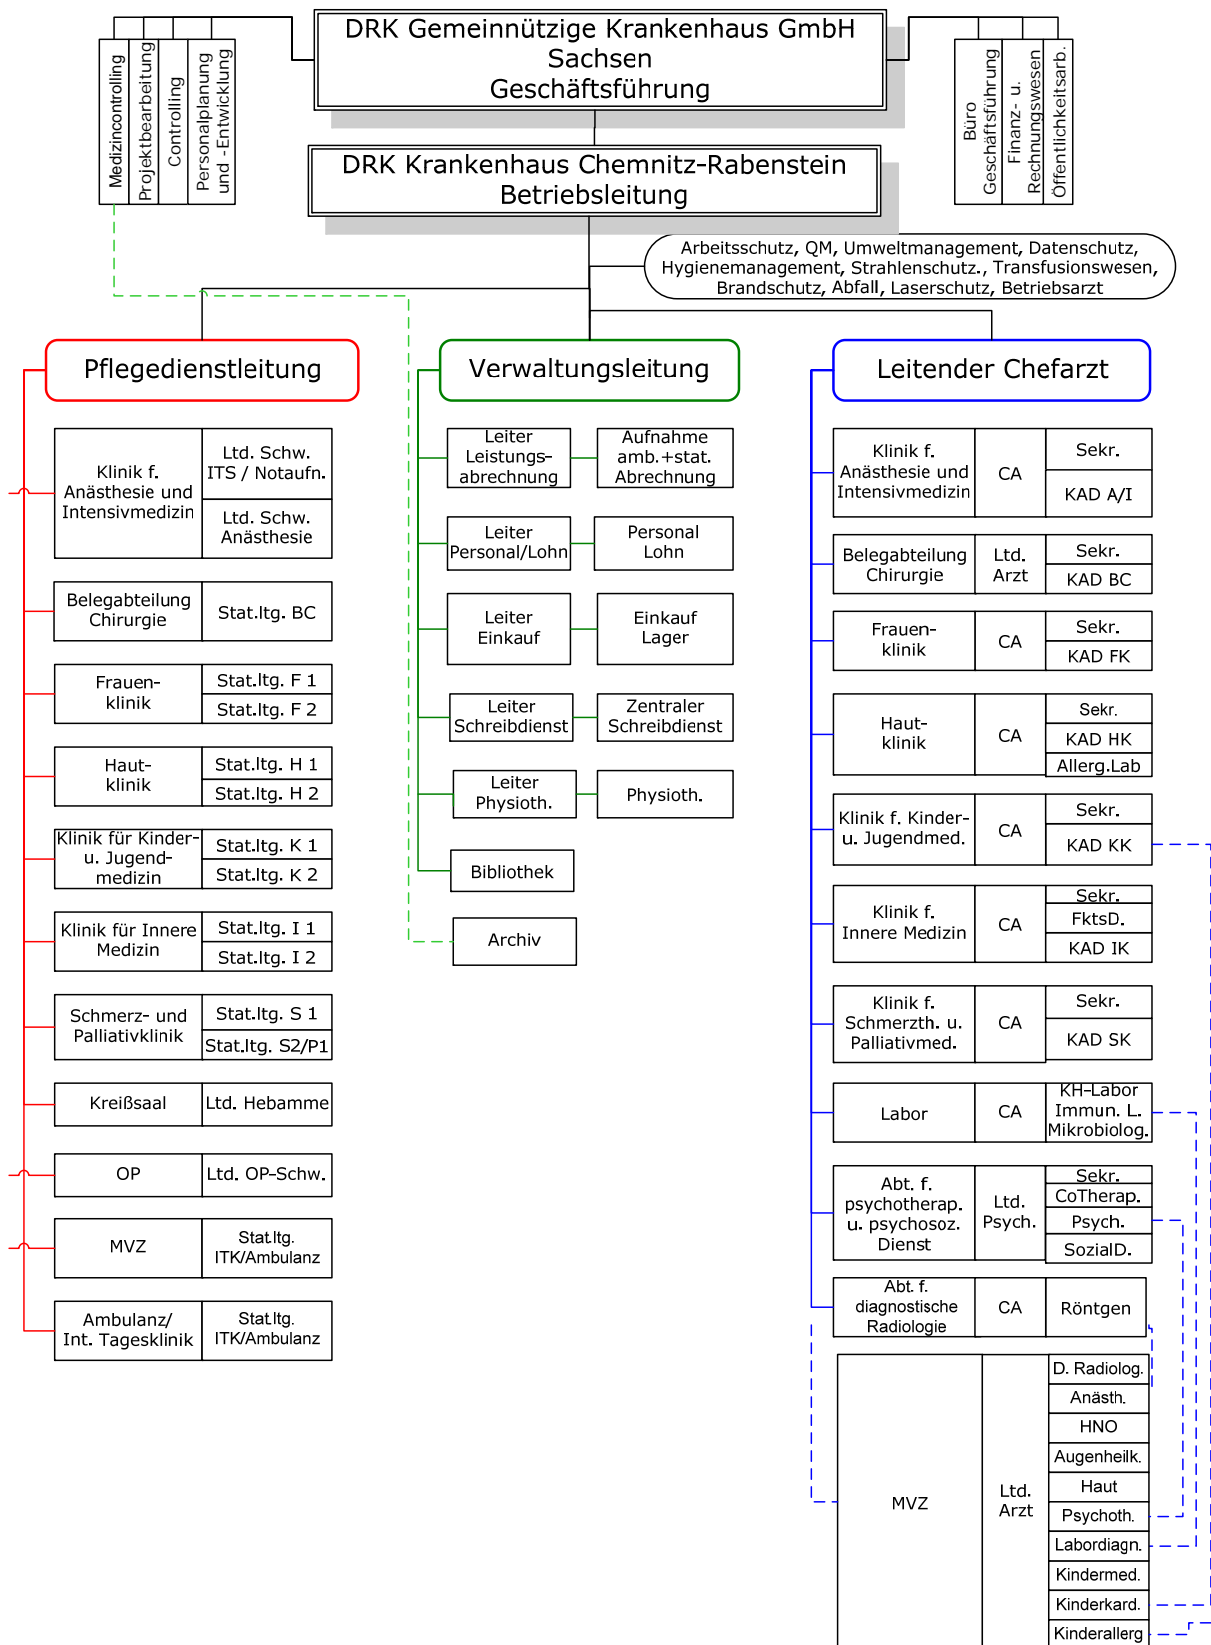 DRK Gemeinnützige Krankenhaus GmbH
Sachsen
Geschäftsführung
Medizincontrolling
Projektbearbeitung
Controlling
Personalplanung
und -Entwicklung
Büro
Geschäftsführung
Finanz- u.
Rechnungswesen
Öffentlichkeitsarb.
DRK Krankenhaus Chemnitz-Rabenstein
Betriebsleitung
Arbeitsschutz, QM, Umweltmanagement, Datenschutz,
Hygienemanagement, Strahlenschutz., Transfusionswesen,
Brandschutz, Abfall, Laserschutz, Betriebsarzt
Pflegedienstleitung
Klinik f.
Anästhesie und
Intensivmedizin
Ltd. Schw.
ITS / Notaufn.
Ltd. Schw.
Anästhesie
Belegabteilung
Chirurgie
Stat.ltg. BC
Frauen-
klinik
Stat.ltg. F 1
Stat.ltg. F 2
Haut-
klinik
Stat.ltg. H 1
Stat.ltg. H 2
Klinik für Kinder-
u. Jugend-
medizin
Stat.ltg. K 1
Stat.ltg. K 2
Klinik für Innere
Medizin
Stat.ltg. I 1
Stat.ltg. I 2
Schmerz- und
Palliativklinik
Stat.ltg. S 1
Stat.ltg. S2/P1
Kreißsaal
Ltd. Hebamme
OP
Ltd. OP-Schw.
MVZ
Stat.ltg.
ITK/Ambulanz
Ambulanz/
Int. Tagesklinik
Stat.ltg.
ITK/Ambulanz
Verwaltungsleitung
Leiter
Leistungs-
abrechnung
Aufnahme
amb.+stat.
Abrechnung
Leiter
Personal/Lohn
Personal
Lohn
Leiter
Einkauf
Einkauf
Lager
Leiter
Schreibdienst
Zentraler
Schreibdienst
Leiter
Physioth.
Physioth.
Bibliothek
Archiv
Leitender Chefarzt
Klinik f.
Anästhesie und
Intensivmedizin
CA
Sekr.
KAD A/I
Belegabteilung
Chirurgie
Ltd.
Arzt
Sekr.
KAD BC
Frauen-
klinik
CA
Sekr.
KAD FK
Haut-
klinik
CA
Sekr.
KAD HK
Allerg.Lab
Klinik f. Kinder-
u. Jugendmed.
CA
Sekr.
KAD KK
Klinik f.
Innere Medizin
CA
Sekr.
FktsD.
KAD IK
Klinik f.
Schmerzth. u.
Palliativmed.
CA
Sekr.
KAD SK
Labor
CA
KH-Labor
Immun. L.
Mikrobiolog.
Abt. f.
psychotherap.
u. psychosoz.
Dienst
Ltd.
Psych.
Sekr.
CoTherap.
Psych.
SozialD.
Abt. f.
diagnostische
Radiologie
CA
Röntgen
MVZ
Ltd.
Arzt
D. Radiolog.
Anästh.
HNO
Augenheilk.
Haut
Psychoth.
Labordiagn.
Kindermed.
Kinderkard.
Kinderallerg